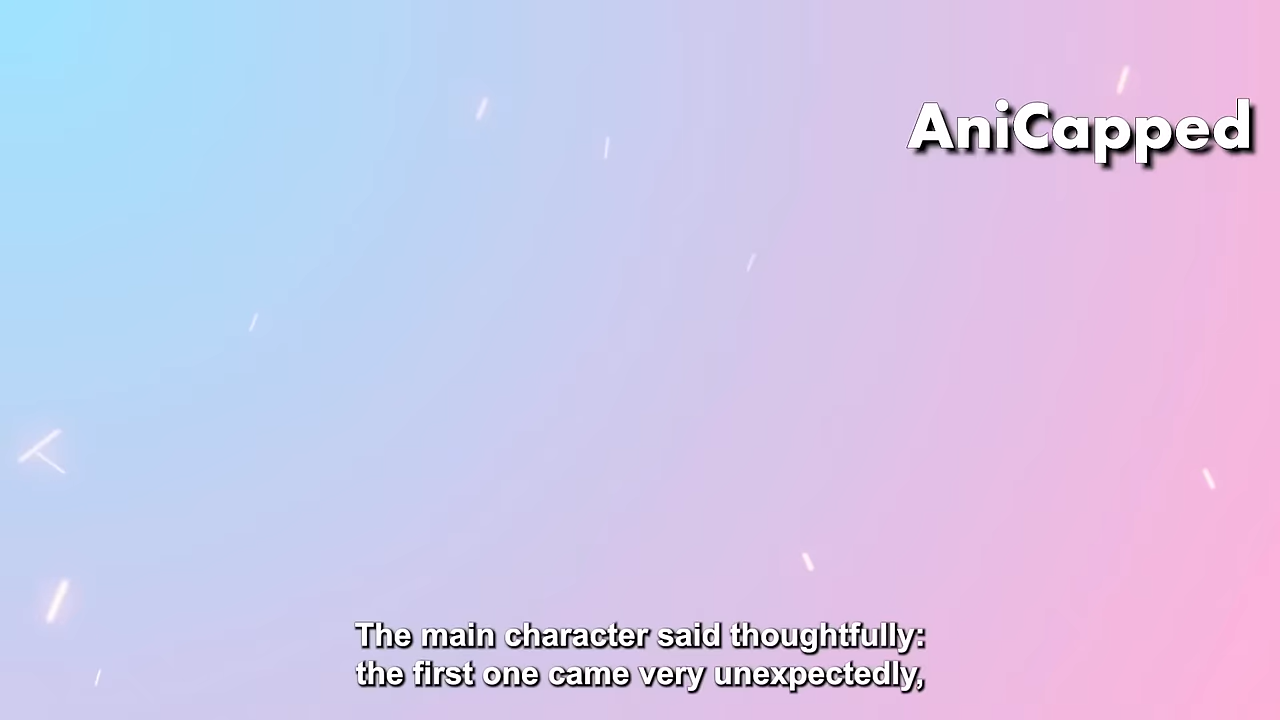 AniCapped
The main character said thoughtfully:
the first one came very unexpectedly,